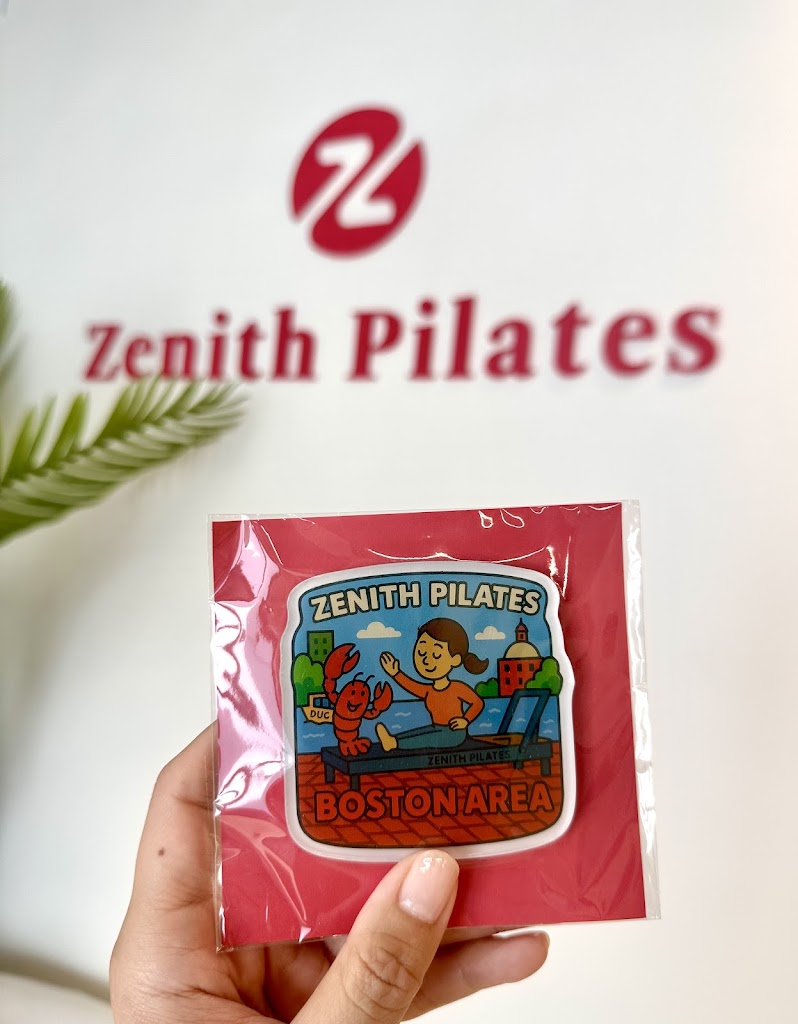 Z
Zenith Pilates
ZENITH PILATES
DUC
ZENITH PILATES
BOSTON AREA